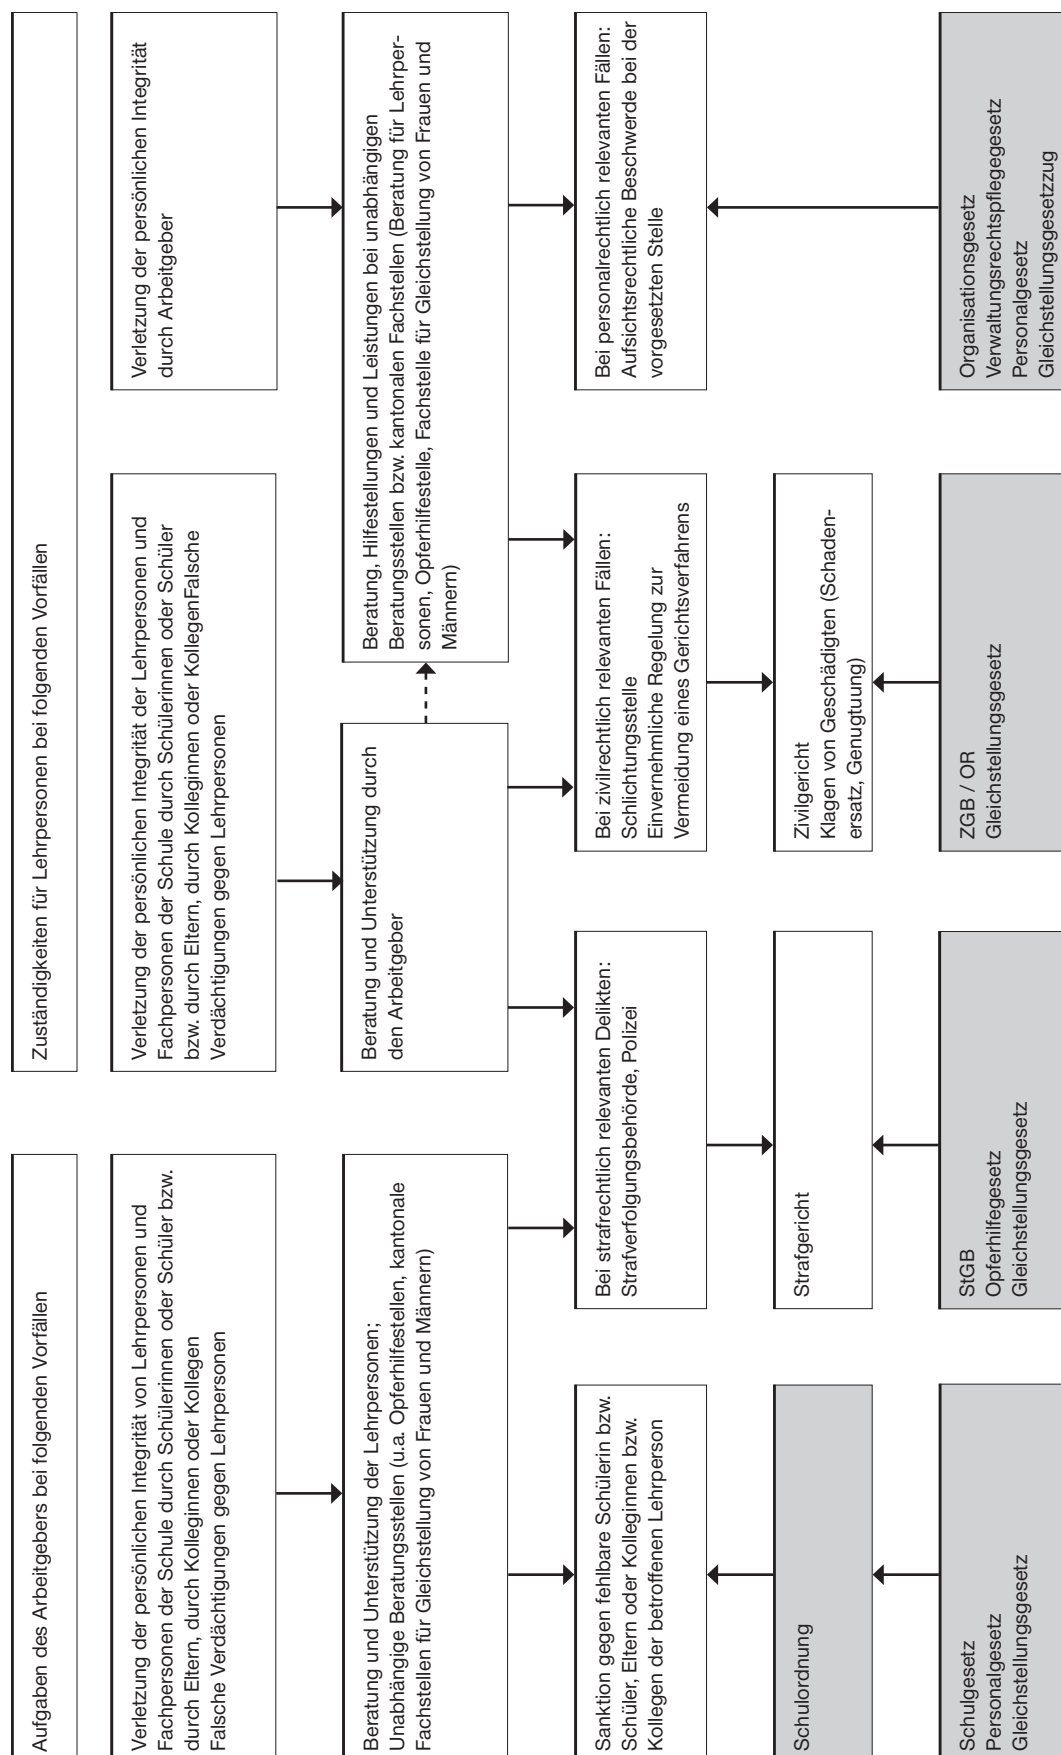 Aufgaben des Arbeitgebers bei folgenden Vorfällen
Zuständigkeiten für Lehrpersonen bei folgenden Vorfällen
Verletzung der persönlichen Integrität von Lehrpersonen und
Fachpersonen der Schule durch Schülerinnen oder Schüler bzw.
durch Eltern, durch Kolleginnen oder Kollegen
Falsche Verdächtigungen gegen Lehrpersonen
Verletzung der persönlichen Integrität der Lehrpersonen und
Fachpersonen der Schule durch Schülerinnen oder Schüler
bzw. durch Eltern, durch Kolleginnen oder KollegenFalsche
Verdächtigungen gegen Lehrpersonen
Verletzung der persönlichen Integrität
durch Arbeitgeber
Beratung und Unterstützung der Lehrpersonen;
Unabhängige Beratungsstellen (u.a. Opferhilfestellen, kantonale
Fachstellen für Gleichstellung von Frauen und Männern)
Beratung und Unterstützung durch
den Arbeitgeber
Beratung, Hilfestellungen und Leistungen bei unabhängigen
Beratungsstellen bzw. kantonalen Fachstellen (Beratung für Lehrper-
sonen, Opferhilfestelle, Fachstelle für Gleichstellung von Frauen und
Männern)
Sanktion gegen fehlbare Schülerin bzw.
Schüler, Eltern oder Kolleginnen bzw.
Kollegen der betroffenen Lehrperson
Bei strafrechtlich relevanten Delikten:
Strafverfolgungsbehörde, Polizei
Bei zivilrechtlich relevanten Fällen:
Schlichtungsstelle
Einvernehmliche Regelung zur
Vermeidung eines Gerichtsverfahrens
Bei personalrechtlich relevanten Fällen:
Aufsichtsrechtliche Beschwerde bei der
vorgesetzten Stelle
Schulordnung
Strafgericht
Zivilgericht
Klagen von Geschädigten (Schaden-
ersatz, Genugtuung)
Schulgesetz
Personalgesetz
Gleichstellungsgesetz
StGB
Opferhilfegesetz
Gleichstellungsgesetz
ZGB / OR
Gleichstellungsgesetz
Organisationsgesetz
Verwaltungsrechtspflegegesetz
Personalgesetz
Gleichstellungsgesetzzug